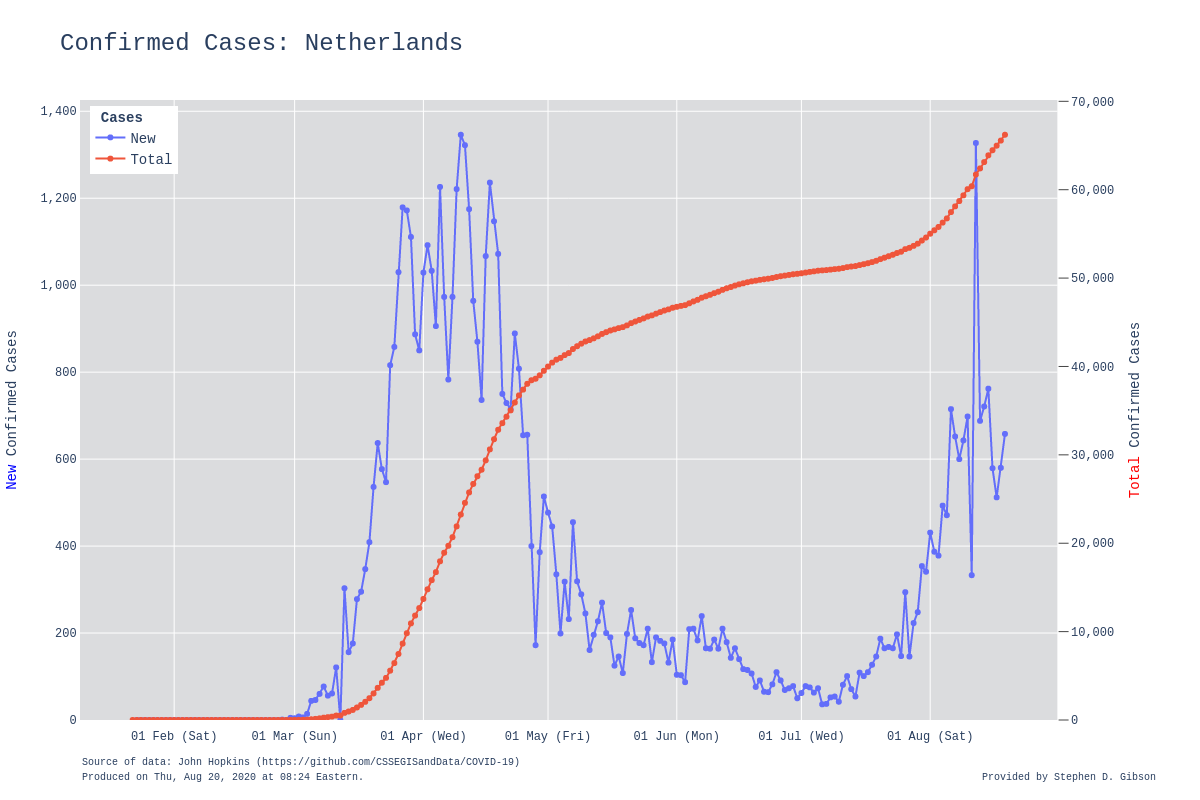 Confirmed Cases: Netherlands
Cases
New
Total
1,400
1,200
1,000
800
600
400
200
0
New Confirmed Cases
70,000
60,000
50,000
40,000
30,000
20,000
10,000
0
Total Confirmed Cases
01 Feb (Sat) 01 Mar (Sun) 01 Apr (Wed) 01 May (Fri) 01 Jun (Mon) 01 Jul (Wed) 01 Aug (Sat)
Source of data: John Hopkins (https://github.com/CSSEGISandData/COVID-19)
Produced on Thu, Aug 20, 2020 at 08:24 Eastern.
Provided by Stephen D. Gibson